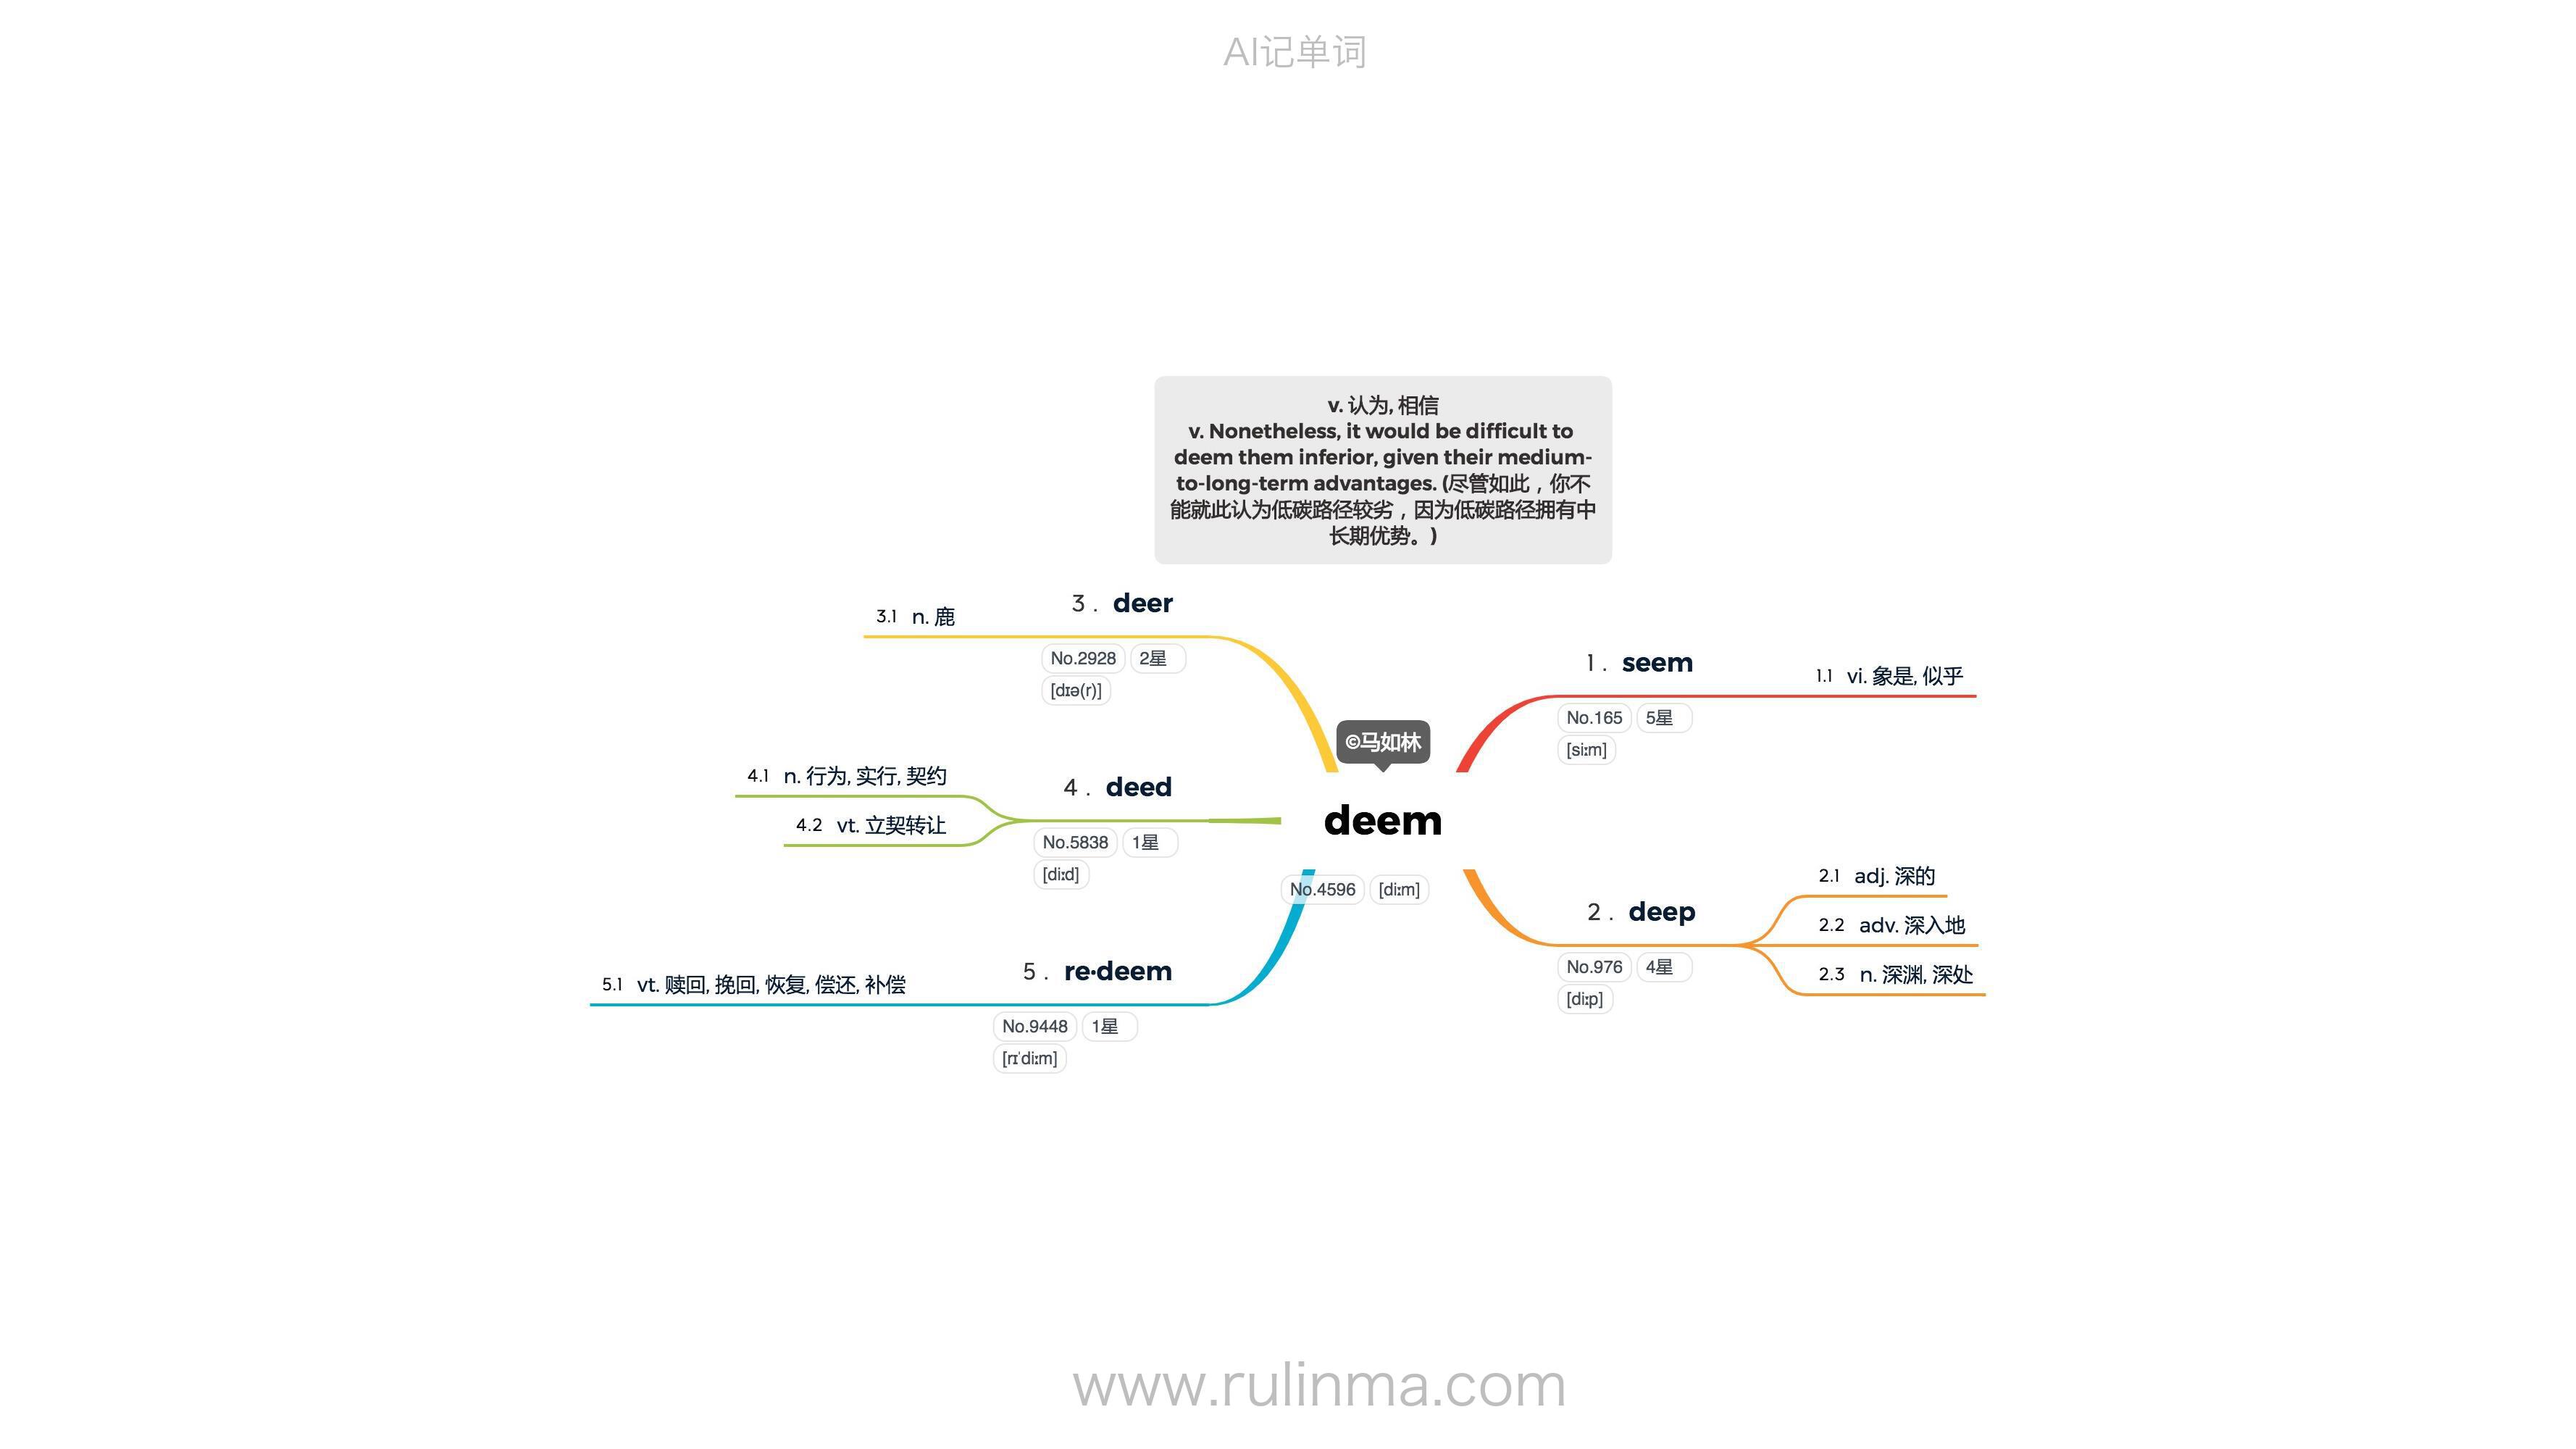 AI记单词
v. 认为, 相信
v. Nonetheless, it would be difficult to
deem them inferior, given their medium-
to-long-term advantages. (尽管如此，你不
能就此认为低碳路径较劣，因为低碳路径拥有中
长期优势。)
©马如林
deem
No.4596 [diːm]
1 . seem
No.165 5星
[siːm]
1.1 vi. 象是, 似乎
2 . deep
No.976 4星
[diːp]
2.1 adj. 深的
2.2 adv. 深入地
2.3 n. 深渊, 深处
3 . deer
No.2928 2星
[dɪə(r)]
3.1 n. 鹿
4 . deed
No.5838 1星
[diːd]
4.1 n. 行为, 实行, 契约
4.2 vt. 立契转让
5 . re·deem
No.9448 1星
[rɪˈdiːm]
5.1 vt. 赎回, 挽回, 恢复, 偿还, 补偿
www.rulinma.com